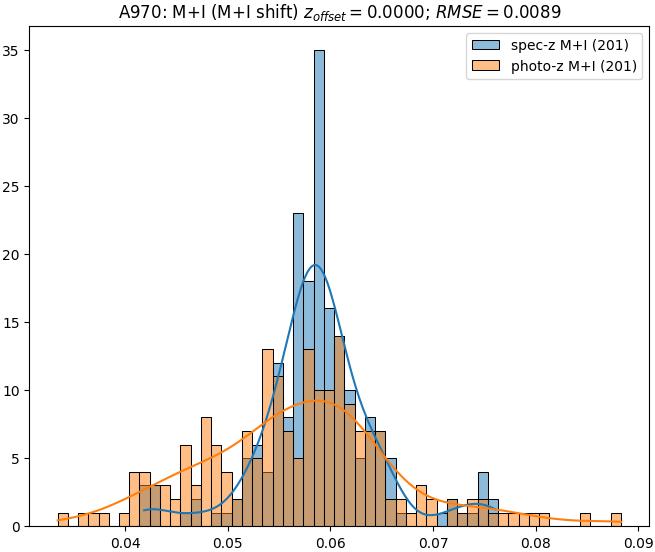 A970: M+I (M+I shift) z_offset = 0.0000; RMSE = 0.0089
spec-z M+I (201)
photo-z M+I (201)
35
30
25
20
15
10
5
0
0.04 0.05 0.06 0.07 0.08 0.09